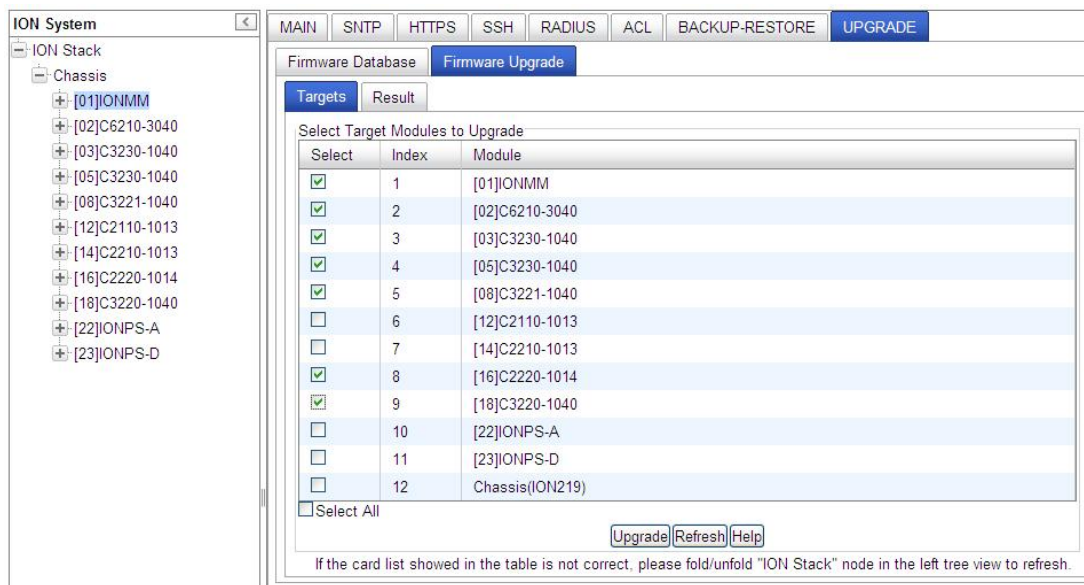 ION System
ION Stack
Chassis
[01]IONMM
[02]C6210-3040
[03]C3230-1040
[05]C3230-1040
[08]C3221-1040
[12]C2110-1013
[14]C2210-1013
[16]C2220-1014
[18]C3220-1040
[22]IONPS-A
[23]IONPS-D
MAIN SNTP HTTPS SSH RADIUS ACL BACKUP-RESTORE UPGRADE
Firmware Database Firmware Upgrade
Targets Result
Select Target Modules to Upgrade
Select Index Module
1 [01]IONMM
2 [02]C6210-3040
3 [03]C3230-1040
4 [05]C3230-1040
5 [08]C3221-1040
6 [12]C2110-1013
7 [14]C2210-1013
8 [16]C2220-1014
9 [18]C3220-1040
10 [22]IONPS-A
11 [23]IONPS-D
12 Chassis(ION219)
Select All
Upgrade Refresh Help
If the card list showed in the table is not correct, please fold/unfold "ION Stack" node in the left tree view to refresh.